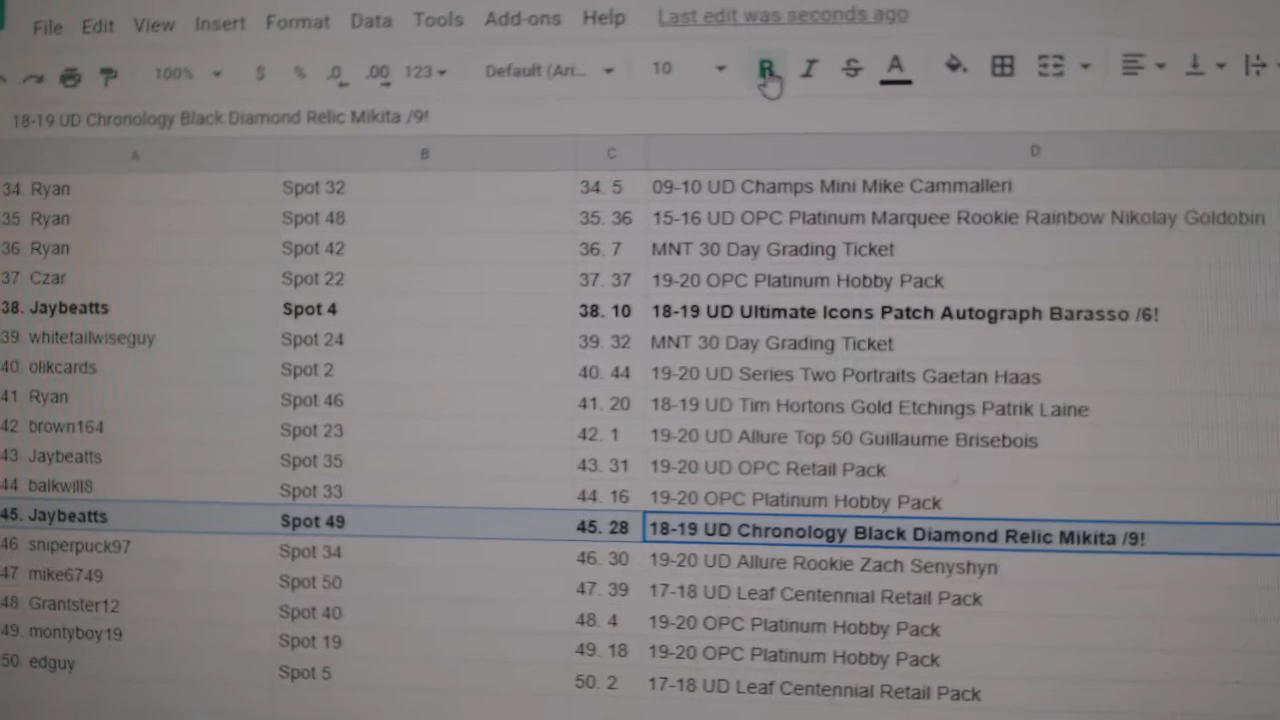 File Edit View Insert Format Data Tools Add-ons Help Last edit was seconds ago
100% $ % .0 .00 123 Default (Ari... 10 B I S A
18-19 UD Chronology Black Diamond Relic Mikita /9!
A B C D
34. Ryan Spot 32 34. 5 09-10 UD Champs Mini Mike Cammalleri
35. Ryan Spot 48 35. 36 15-16 UD OPC Platinum Marquee Rookie Rainbow Nikolay Goldobin
36. Ryan Spot 42 36. 7 MNT 30 Day Grading Ticket
37. Czar Spot 22 37. 37 19-20 OPC Platinum Hobby Pack
38. Jaybeatts Spot 4 38. 10 18-19 UD Ultimate Icons Patch Autograph Barasso /6!
39. whitetailwiseguy Spot 24 39. 32 MNT 30 Day Grading Ticket
40. olikcards Spot 2 40. 44 19-20 UD Series Two Portraits Gaetan Haas
41. Ryan Spot 46 41. 20 18-19 UD Tim Hortons Gold Etchings Patrik Laine
42. brown164 Spot 23 42. 1 19-20 UD Allure Top 50 Guillaume Brisebois
43. Jaybeatts Spot 35 43. 31 19-20 UD OPC Retail Pack
44. balkwill8 Spot 33 44. 16 19-20 OPC Platinum Hobby Pack
45. Jaybeatts Spot 49 45. 28 18-19 UD Chronology Black Diamond Relic Mikita /9!
46. sniperpuck97 Spot 34 46. 30 19-20 UD Allure Rookie Zach Senyshyn
47. mike6749 Spot 50 47. 39 17-18 UD Leaf Centennial Retail Pack
48. Grantster12 Spot 40 48. 4 19-20 OPC Platinum Hobby Pack
49. montyboy19 Spot 19 49. 18 19-20 OPC Platinum Hobby Pack
50. edguy Spot 5 50. 2 17-18 UD Leaf Centennial Retail Pack